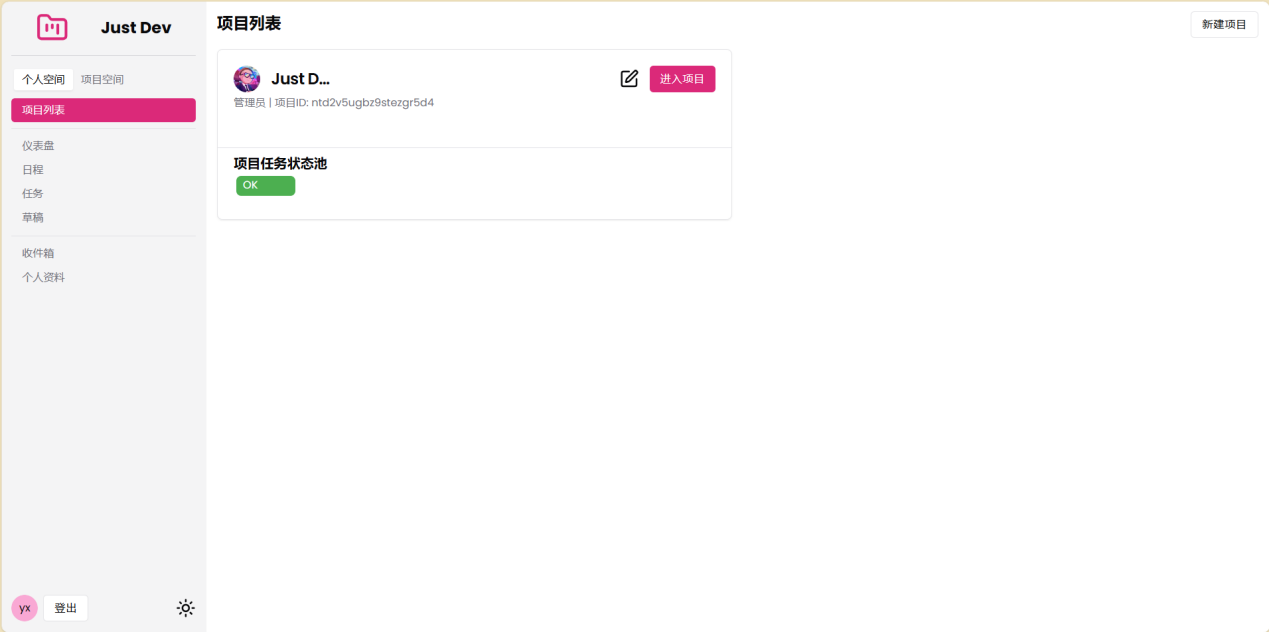 Just Dev
个人空间 项目空间
项目列表
仪表盘
日程
任务
草稿
收件箱
个人资料
yx 登出
项目列表
新建项目
Just D...
进入项目
管理员 | 项目ID: ntd2v5ugbz9stezgr5d4
项目任务状态池
OK